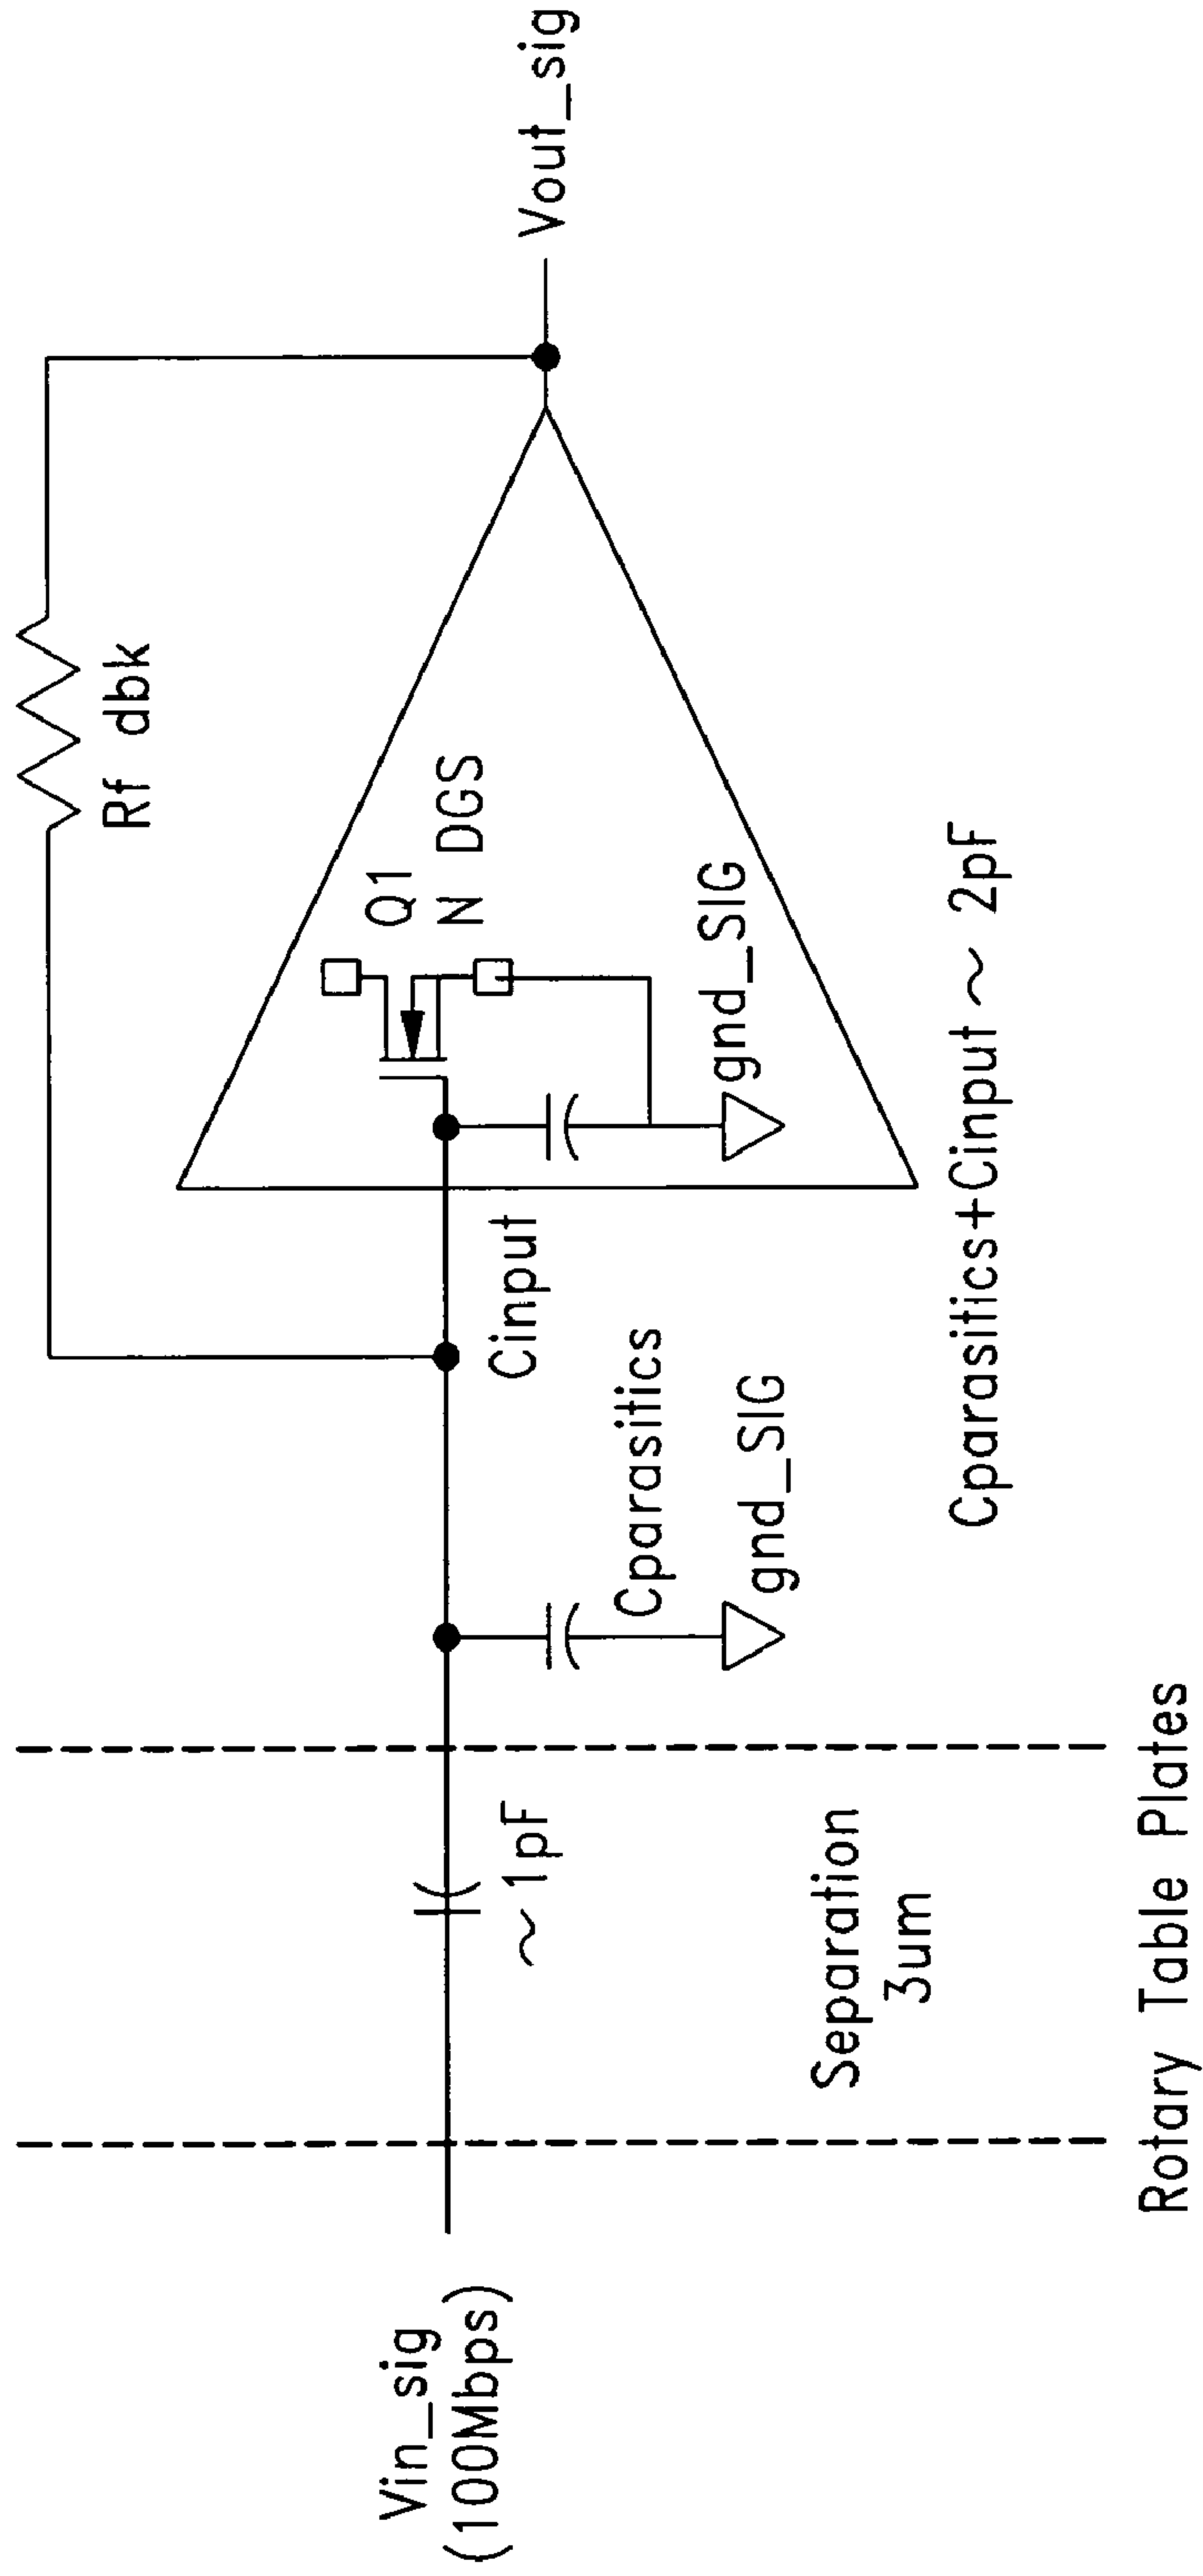 Vin_sig
(100Mbps)
~ 1pF
Separation
3um
Rotary Table Plates
Cparasitics
gnd_SIG
Cinput
Rf dbk
Q1
N DGS
gnd_SIG
Cparasitics+Cinput ~ 2pF
Vout_sig